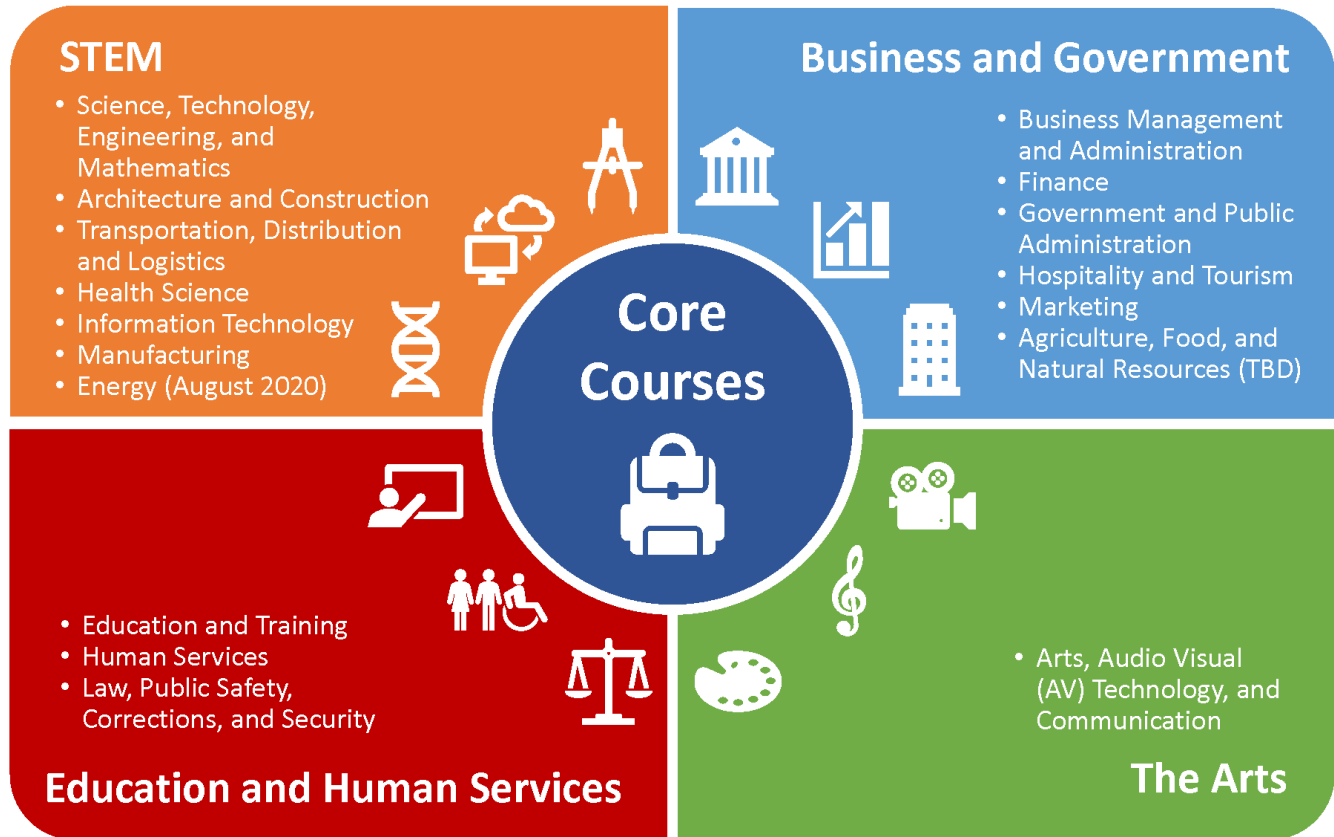 STEM
• Science, Technology,
Engineering, and
Mathematics
• Architecture and Construction
• Transportation, Distribution
and Logistics
• Health Science
• Information Technology
• Manufacturing
• Energy (August 2020)
Business and Government
• Business Management
and Administration
• Finance
• Government and Public
Administration
• Hospitality and Tourism
• Marketing
• Agriculture, Food, and
Natural Resources (TBD)
Core
Courses
• Education and Training
• Human Services
• Law, Public Safety,
Corrections, and Security
Education and Human Services
• Arts, Audio Visual
(AV) Technology, and
Communication
The Arts